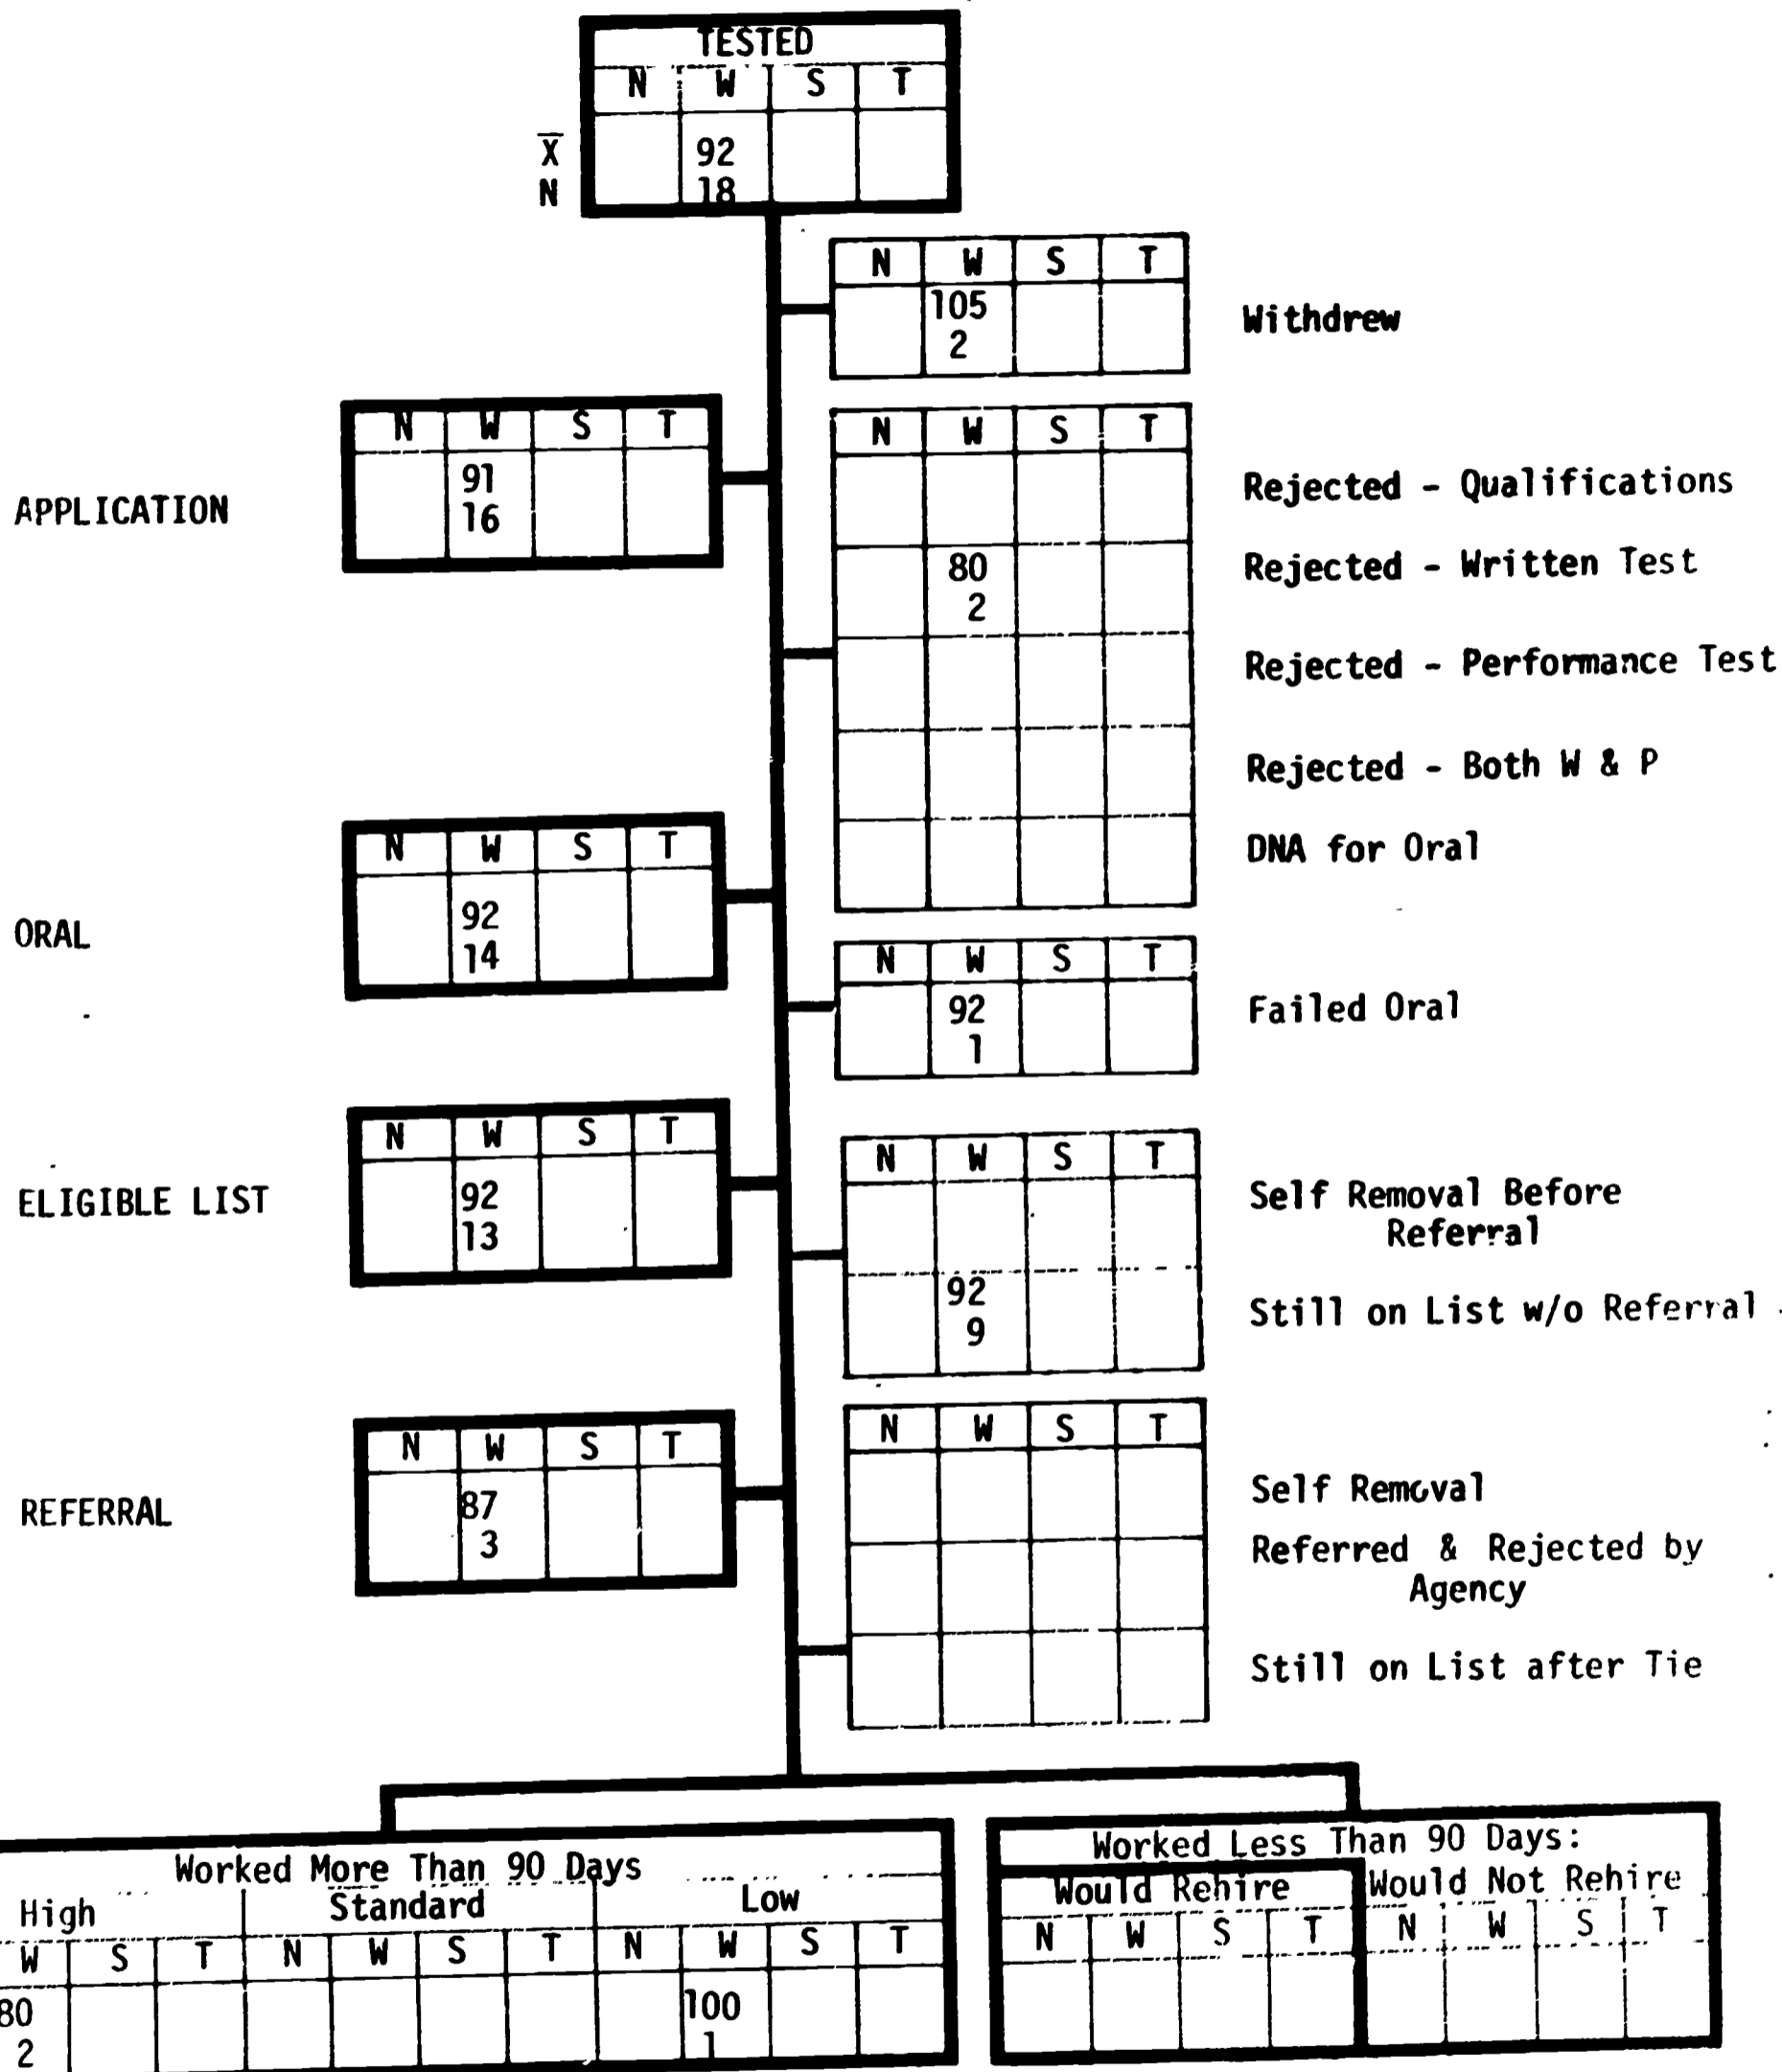 TESTED
N W S T
X̄ 92
N 18
N W S T
105
2
Withdrew
APPLICATION
N W S T
91
16
N W S T
Rejected - Qualifications
80
2
Rejected - Written Test
Rejected - Performance Test
Rejected - Both W & P
DNA for Oral
ORAL
N W S T
92
14
N W S T
92
1
Failed Oral
ELIGIBLE LIST
N W S T
92
13
N W S T
Self Removal Before
Referral
92
9
Still on List w/o Referral
REFERRAL
N W S T
87
3
N W S T
Self Removal
Referred & Rejected by
Agency
Still on List after Tie
Worked More Than 90 Days
High Standard Low
W S T N W S T N W S T
80 100
2 1
Worked Less Than 90 Days:
Would Rehire Would Not Rehire
N W S T N W S T